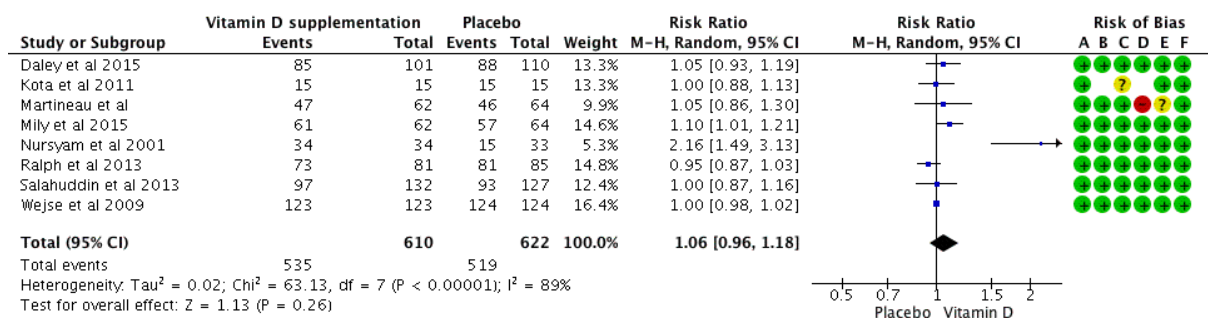 Vitamin D supplementation Placebo Risk Ratio Risk Ratio Risk of Bias
Study or Subgroup Events Total Events Total Weight M-H, Random, 95% CI M-H, Random, 95% CI A B C D E F
Daley et al 2015 85 101 88 110 13.3% 1.05 [0.93, 1.19] + + + + + +
Kota et al 2011 15 15 15 15 13.3% 1.00 [0.88, 1.13] + ? + +
Martineau et al 47 62 46 64 9.9% 1.05 [0.86, 1.30] + + + - ? +
Mily et al 2015 61 62 57 64 14.6% 1.10 [1.01, 1.21] + + + + + +
Nursyam et al 2001 34 34 15 33 5.3% 2.16 [1.49, 3.13] + + + + + +
Ralph et al 2013 73 81 81 85 14.8% 0.95 [0.87, 1.03] + + + + + +
Salahuddin et al 2013 97 132 93 127 12.4% 1.00 [0.87, 1.16] + + + + + +
Wejse et al 2009 123 123 124 124 16.4% 1.00 [0.98, 1.02] + + + + + +
Total (95% CI) 610 622 100.0% 1.06 [0.96, 1.18]
Total events 535 519
Heterogeneity: Tau² = 0.02; Chi² = 63.13, df = 7 (P < 0.00001); I² = 89%
Test for overall effect: Z = 1.13 (P = 0.26)
0.5 0.7 1 1.5 2
Placebo Vitamin D